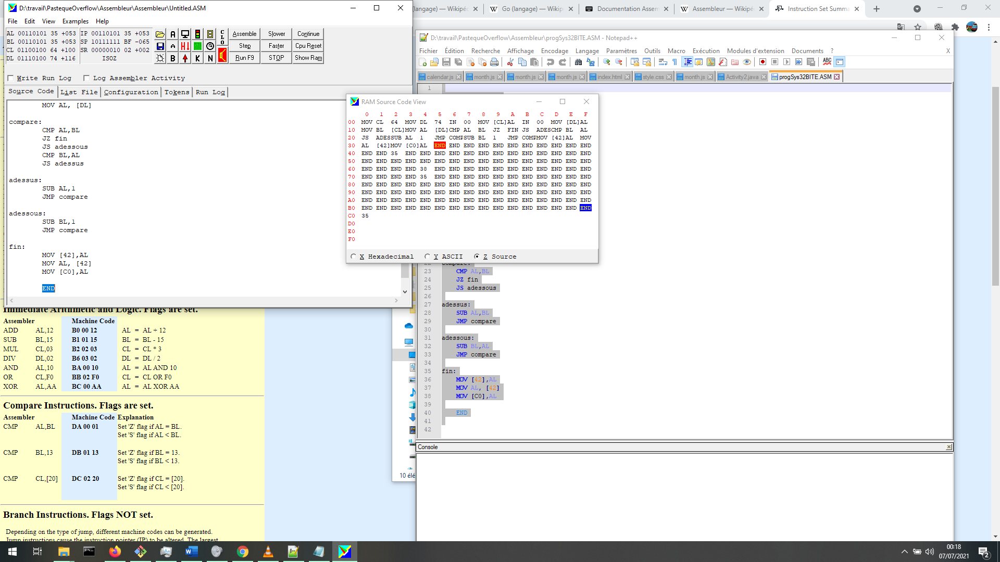 D:\travail\PastequeOverflow\Assembleur\Assembleur\Untitled.ASM
File Edit View Examples Help
AL 00110101 35 +053 IP 00110101 35 +053
BL 00110101 35 +053 SP 10111111 BF -065
CL 01100100 64 +100 SR 00000010 02 +002
DL 01110100 74 +116 ISOZ
CLO
Assemble Slower Continue
Step Faster Cpu Reset
Run F9 STOP Show Ram
Write Run Log Log Assembler Activity
Source Code List File Configuration Tokens Run Log
MOV AL, [DL]
compare:
CMP AL,BL
JZ fin
JS adessous
CMP BL,AL
JS adessus
adessus:
SUB AL,1
JMP compare
adessous:
SUB BL,1
JMP compare
fin:
MOV [42],AL
MOV AL, [42]
MOV [C0],AL
END
(langage) — Wikipé Go (langage) — Wikip Documentation Assem Assembleur — Wikipé Instruction Set Summa
D:\travail\PastequeOverflow\Assembleur\progSys32BITE.ASM - Notepad++
Fichier Édition Recherche Affichage Encodage Langage Paramètres Outils Macro Exécution Modules d'extension Documents ? X
calendar.js month.js month.js month.js index.html style.css month.js Activity2.java progSys32BITE.ASM
1
RAM Source Code View
0 1 2 3 4 5 6 7 8 9 A B C D E F
00 MOV CL 64 MOV DL 74 IN 00 MOV [CL]AL IN 00 MOV [DL]AL
10 MOV BL [CL]MOV AL [DL]CMP AL BL JZ FIN JS ADESCMP BL AL
20 JS ADESSUB AL 1 JMP COMPSUB BL 1 JMP COMPMOV [42]AL MOV
30 AL [42]MOV [C0]AL END END END END END END END END END END END
40 END END 35 END END END END END END END END END END END END END
50 END END END END END END END END END END END END END END END END
60 END END END END 38 END END END END END END END END END END END
70 END END END END 35 END END END END END END END END END END END
80 END END END END END END END END END END END END END END END END
90 END END END END END END END END END END END END END END END END
A0 END END END END END END END END END END END END END END END END
B0 END END END END END END END END END END END END END END END END
C0 35
D0
E0
F0
X Hexadecimal Y ASCII Z Source
22 compare:
23 CMP AL,BL
24 JZ fin
25 JS adessous
26
27 adessus:
28 SUB AL,BL
29 JMP compare
30
31 adessous:
32 SUB BL,AL
33 JMP compare
34
35 fin:
36 MOV [42],AL
37 MOV AL, [42]
38 MOV [C0],AL
39
40 END
41
42
Console
10 élé
Immediate Arithmetic and Logic. Flags are set.
Assembler Machine Code
ADD AL,12 B0 00 12 AL = AL + 12
SUB BL,15 B1 01 15 BL = BL - 15
MUL CL,03 B2 02 03 CL = CL * 3
DIV DL,02 B6 03 02 DL = DL / 2
AND AL,10 BA 00 10 AL = AL AND 10
OR CL,F0 BB 02 F0 CL = CL OR F0
XOR AL,AA BC 00 AA AL = AL XOR AA
Compare Instructions. Flags are set.
Assembler Machine Code Explanation
CMP AL,BL DA 00 01 Set 'Z' flag if AL = BL.
Set 'S' flag if AL < BL.
CMP BL,13 DB 01 13 Set 'Z' flag if BL = 13.
Set 'S' flag if BL < 13.
CMP CL,[20] DC 02 20 Set 'Z' flag if CL = [20].
Set 'S' flag if CL < [20].
Branch Instructions. Flags NOT set.
Depending on the type of jump, different machine codes can be generated.
Jump instructions cause the instruction pointer (IP) to be altered. The largest
00:18
07/07/2021
2